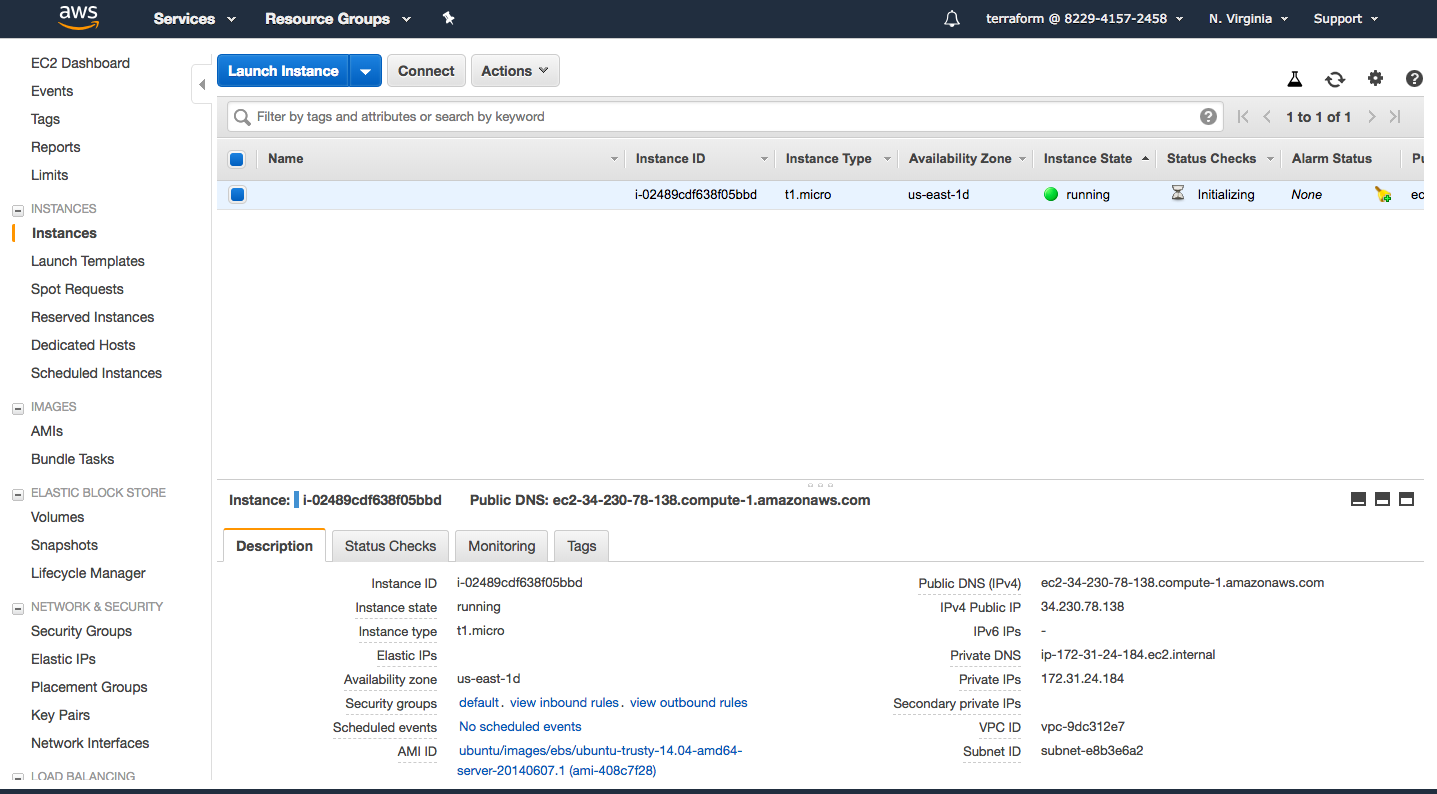 aws Services Resource Groups terraform @ 8229-4157-2458 N. Virginia Support
EC2 Dashboard
Events
Tags
Reports
Limits
INSTANCES
Instances
Launch Templates
Spot Requests
Reserved Instances
Dedicated Hosts
Scheduled Instances
IMAGES
AMIs
Bundle Tasks
ELASTIC BLOCK STORE
Volumes
Snapshots
Lifecycle Manager
NETWORK & SECURITY
Security Groups
Elastic IPs
Placement Groups
Key Pairs
Network Interfaces
LOAD BALANCING
Launch Instance Connect Actions
Filter by tags and attributes or search by keyword 1 to 1 of 1
Name Instance ID Instance Type Availability Zone Instance State Status Checks Alarm Status
i-02489cdf638f05bbd t1.micro us-east-1d running Initializing None ec
Instance: i-02489cdf638f05bbd Public DNS: ec2-34-230-78-138.compute-1.amazonaws.com
Description Status Checks Monitoring Tags
Instance ID i-02489cdf638f05bbd
Instance state running
Instance type t1.micro
Elastic IPs
Availability zone us-east-1d
Security groups default. view inbound rules. view outbound rules
Scheduled events No scheduled events
AMI ID ubuntu/images/ebs/ubuntu-trusty-14.04-amd64-
server-20140607.1 (ami-408c7f28)
Public DNS (IPv4) ec2-34-230-78-138.compute-1.amazonaws.com
IPv4 Public IP 34.230.78.138
IPv6 IPs -
Private DNS ip-172-31-24-184.ec2.internal
Private IPs 172.31.24.184
Secondary private IPs
VPC ID vpc-9dc312e7
Subnet ID subnet-e8b3e6a2